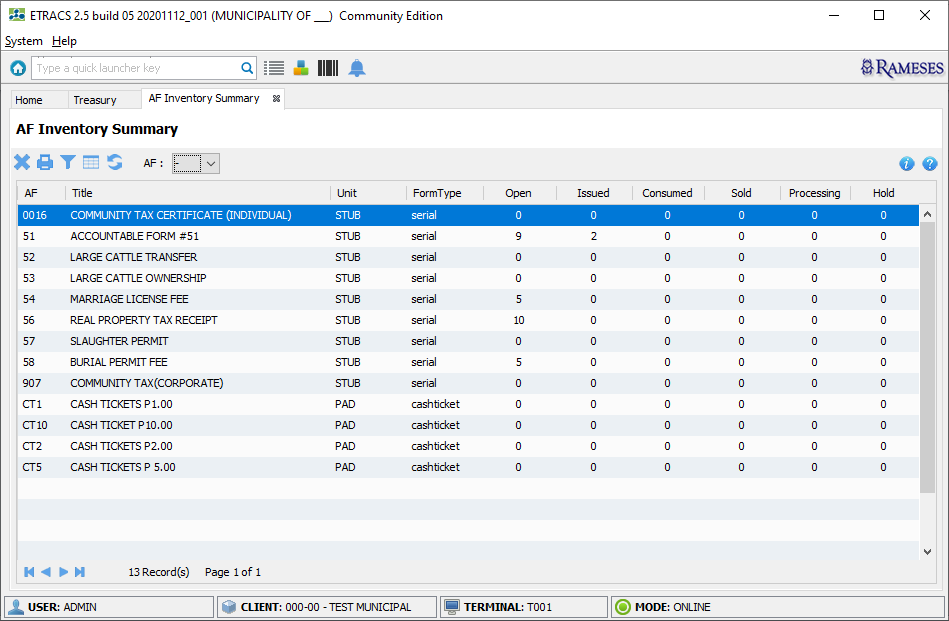 ETRACS 2.5 build 05 20201112_001 (MUNICIPALITY OF ___) Community Edition
System Help
Type a quick launcher key
RAMESES
Home Treasury AF Inventory Summary
AF Inventory Summary
AF : -
AF Title Unit FormType Open Issued Consumed Sold Processing Hold
0016 COMMUNITY TAX CERTIFICATE (INDIVIDUAL) STUB serial 0 0 0 0 0 0
51 ACCOUNTABLE FORM #51 STUB serial 9 2 0 0 0 0
52 LARGE CATTLE TRANSFER STUB serial 0 0 0 0 0 0
53 LARGE CATTLE OWNERSHIP STUB serial 0 0 0 0 0 0
54 MARRIAGE LICENSE FEE STUB serial 5 0 0 0 0 0
56 REAL PROPERTY TAX RECEIPT STUB serial 10 0 0 0 0 0
57 SLAUGHTER PERMIT STUB serial 0 0 0 0 0 0
58 BURIAL PERMIT FEE STUB serial 5 0 0 0 0 0
907 COMMUNITY TAX(CORPORATE) STUB serial 0 0 0 0 0 0
CT1 CASH TICKETS P1.00 PAD cashticket 0 0 0 0 0 0
CT10 CASH TICKET P10.00 PAD cashticket 0 0 0 0 0 0
CT2 CASH TICKETS P2.00 PAD cashticket 0 0 0 0 0 0
CT5 CASH TICKETS P 5.00 PAD cashticket 0 0 0 0 0 0
13 Record(s) Page 1 of 1
USER: ADMIN CLIENT: 000-00 - TEST MUNICIPAL TERMINAL: T001 MODE: ONLINE